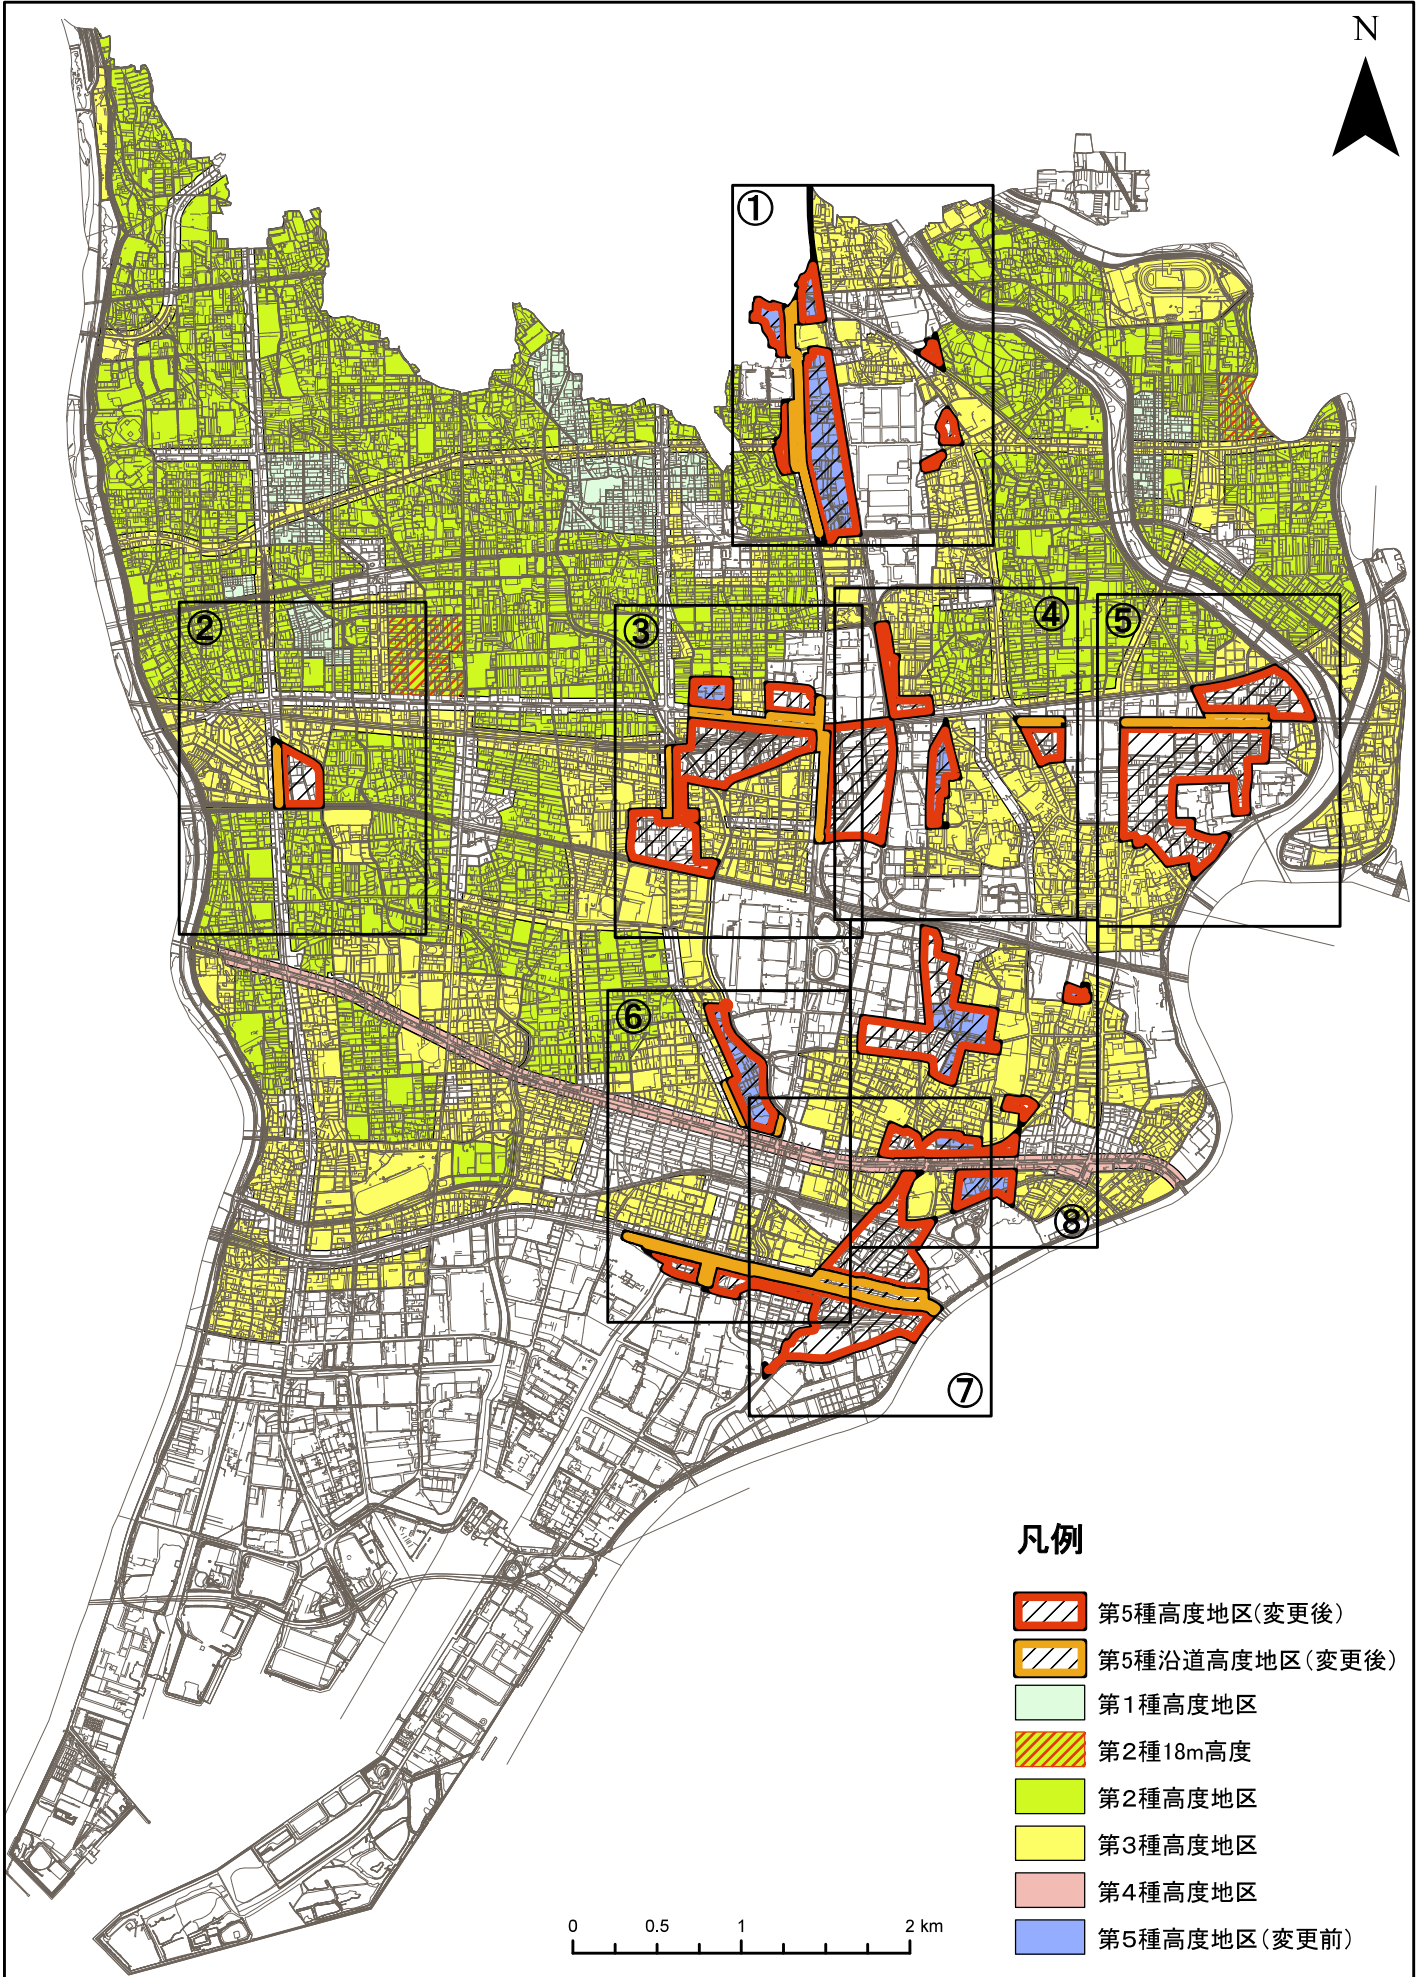 N
①
②
③
④
⑤
⑥
⑦
⑧
凡例
第5種高度地区(変更後)
第5種沿道高度地区(変更後)
第1種高度地区
第2種18m高度
第2種高度地区
第3種高度地区
第4種高度地区
第5種高度地区(変更前)
0 0.5 1 2 km